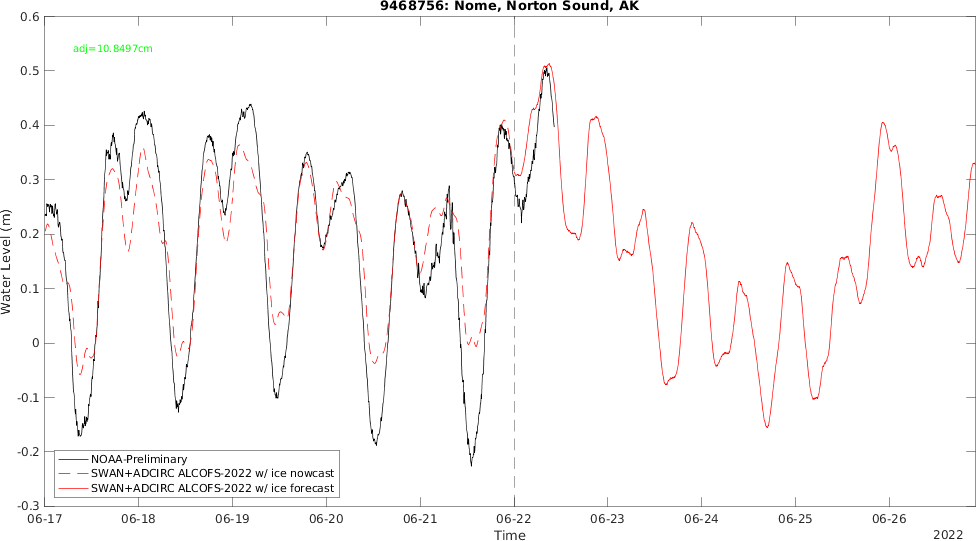 9468756: Nome, Norton Sound, AK
adj=10.8497cm
0.6
0.5
0.4
0.3
0.2
0.1
0
-0.1
-0.2
-0.3
Water Level (m)
NOAA-Preliminary
SWAN+ADCIRC ALCOFS-2022 w/ ice nowcast
SWAN+ADCIRC ALCOFS-2022 w/ ice forecast
06-17 06-18 06-19 06-20 06-21 06-22 06-23 06-24 06-25 06-26
Time
2022